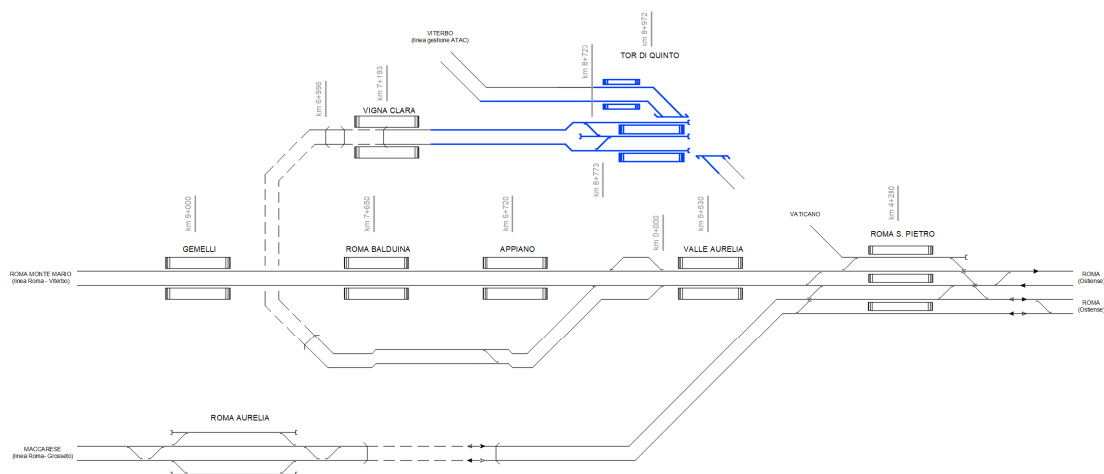 km 8+972
VITERBO
(linea gestione ATAC)
km 8+723
TOR DI QUINTO
km 7+193
km 6+996
VIGNA CLARA
km 8+773
km 9+000
km 7+650
km 6+720
km 0+000
km 5+530
km 4+280
VATICANO
ROMA S. PIETRO
GEMELLI
ROMA BALDUINA
APPIANO
VALLE AURELIA
ROMA MONTE MARIO
(linea Roma - Viterbo)
ROMA
(Ostiense)
ROMA
(Ostiense)
ROMA AURELIA
MACCARESE
(linea Roma- Grosseto)